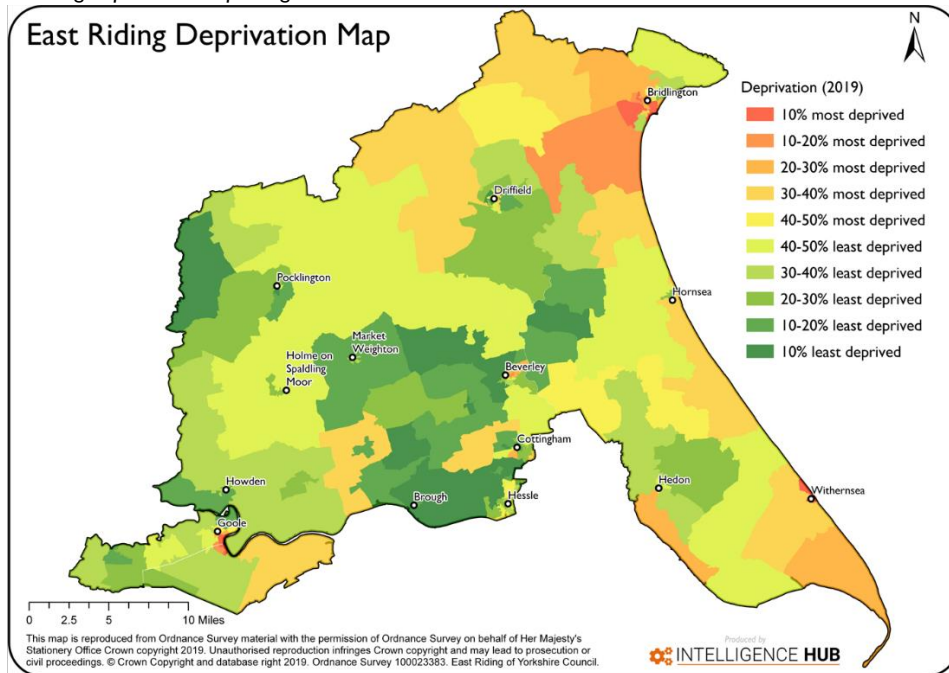 East Riding Deprivation Map
N
Deprivation (2019)
10% most deprived
10-20% most deprived
20-30% most deprived
30-40% most deprived
40-50% most deprived
40-50% least deprived
30-40% least deprived
20-30% least deprived
10-20% least deprived
10% least deprived
Bridlington
Driffield
Pocklington
Hornsea
Market
Weighton
Holme on
Spaldling
Moor
Beverley
Cottingham
Howden
Brough
Hessle
Hedon
Withernsea
Goole
0 2.5 5 10 Miles
This map is reproduced from Ordnance Survey material with the permission of Ordnance Survey on behalf of Her Majesty's
Stationery Office Crown copyright 2019. Unauthorised reproduction infringes Crown copyright and may lead to prosecution or
civil proceedings. © Crown Copyright and database right 2019. Ordnance Survey 100023383. East Riding of Yorkshire Council.
Produced by
INTELLIGENCE HUB